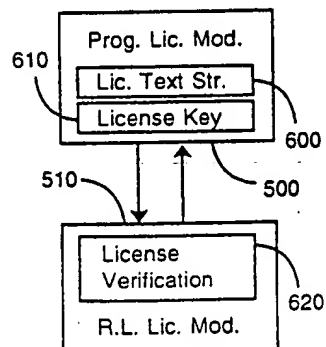 Prog. Lic. Mod.
610
Lic. Text Str.
License Key
600
510
500
License
Verification
620
R.L. Lic. Mod.